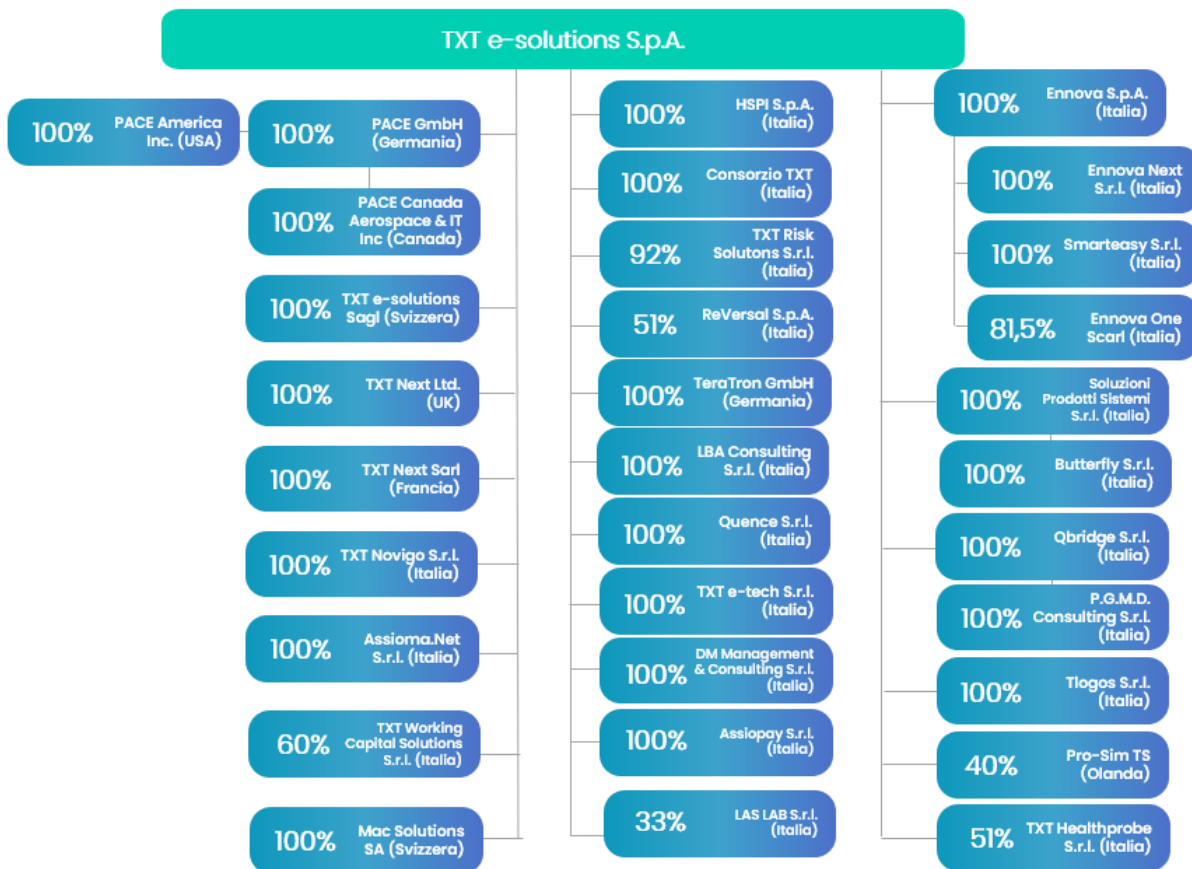 TXT e-solutions S.p.A.
100%
PACE America
Inc. (USA)
100%
PACE GmbH
(Germania)
100%
PACE Canada
Aerospace & IT
Inc (Canada)
100%
TXT e-solutions
Sagl (Svizzera)
100%
TXT Next Ltd.
(UK)
100%
TXT Next Sarl
(Francia)
100%
TXT Novigo S.r.l.
(Italia)
100%
Assioma.Net
S.r.l. (Italia)
60%
TXT Working
Capital Solutions
S.r.l. (Italia)
100%
Mac Solutions
SA (Svizzera)
100%
HSPI S.p.A.
(Italia)
100%
Consorzio TXT
(Italia)
92%
TXT Risk
Solutons S.r.l.
(Italia)
51%
ReVersal S.p.A.
(Italia)
100%
TeraTron GmbH
(Germania)
100%
LBA Consulting
S.r.l. (Italia)
100%
Quence S.r.l.
(Italia)
100%
TXT e-tech S.r.l.
(Italia)
100%
DM Management
& Consulting S.r.l.
(Italia)
100%
Assiopay S.r.l.
(Italia)
33%
LAS LAB S.r.l.
(Italia)
100%
Ennova S.p.A.
(Italia)
100%
Ennova Next
S.r.l. (Italia)
100%
Smarteasy S.r.l.
(Italia)
81,5%
Ennova One
Scarl (Italia)
100%
Soluzioni
Prodotti Sistemi
S.r.l. (Italia)
100%
Butterfly S.r.l.
(Italia)
100%
Qbridge S.r.l.
(Italia)
100%
P.G.M.D.
Consulting S.r.l.
(Italia)
100%
Tlogos S.r.l.
(Italia)
40%
Pro-Sim TS
(Olanda)
51%
TXT Healthprobe
S.r.l. (Italia)